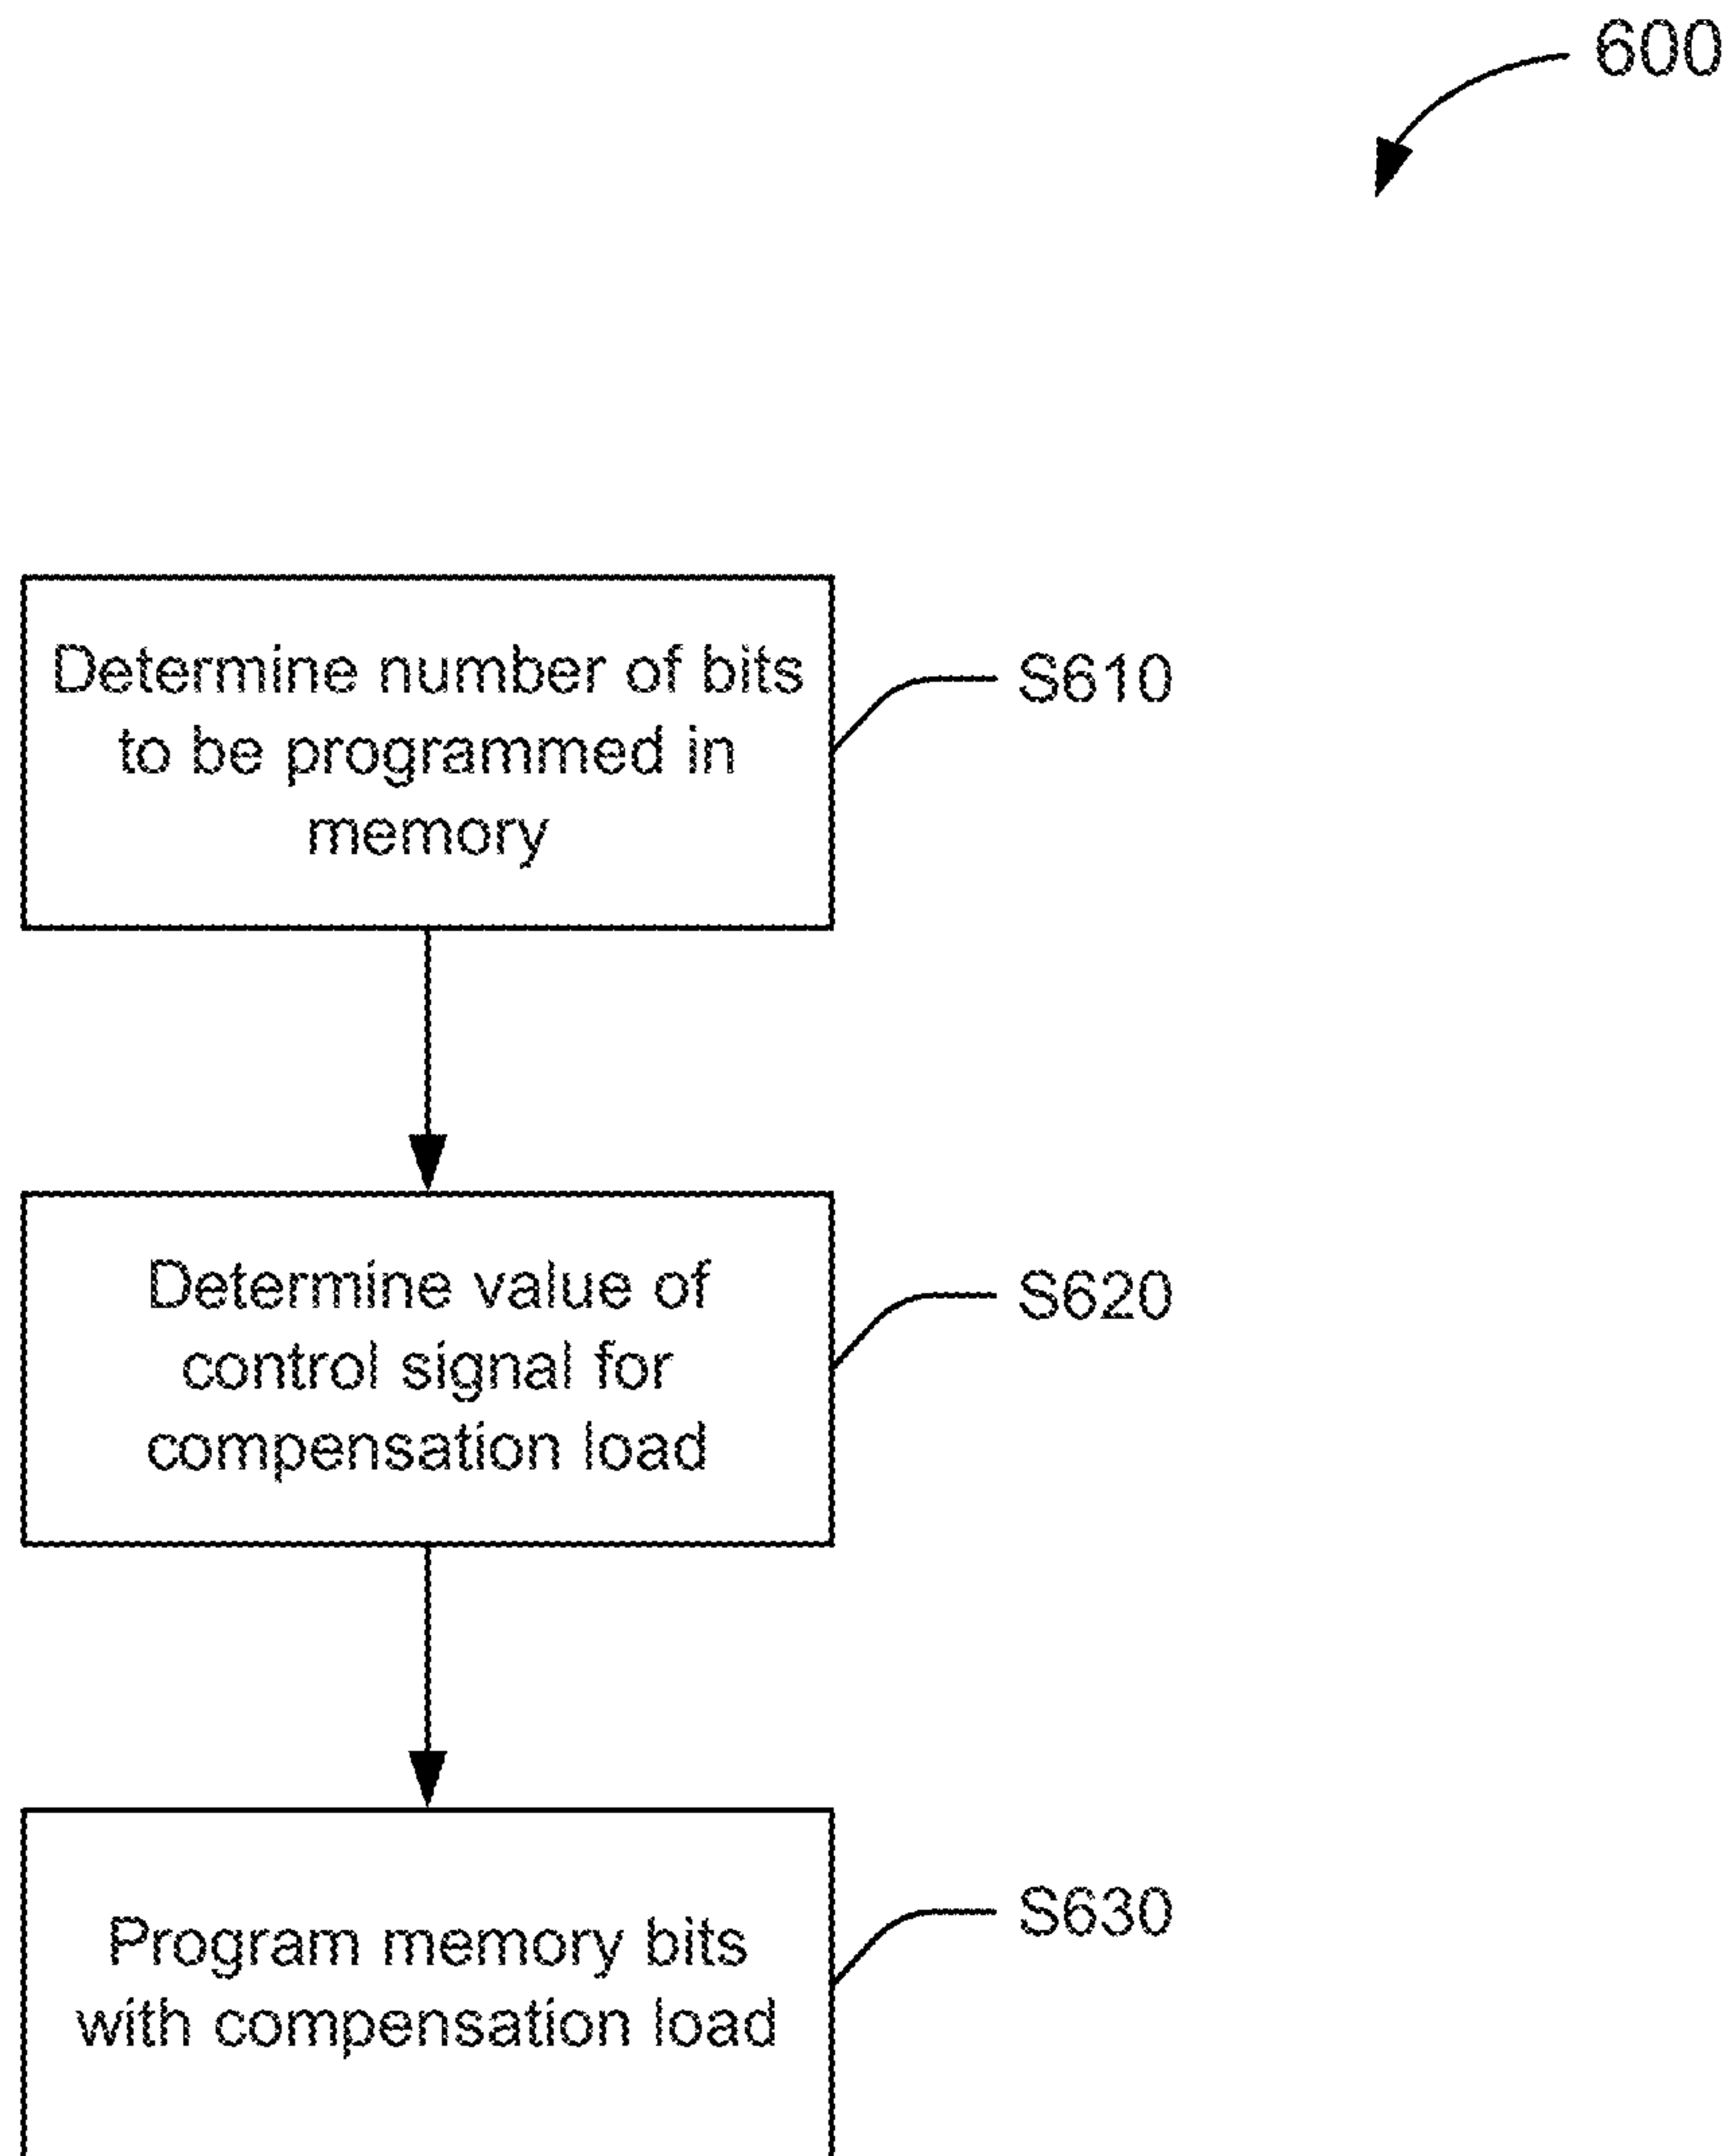 600
Determine number of bits
to be programmed in
memory
S610
Determine value of
control signal for
compensation load
S620
Program memory bits
with compensation load
S630